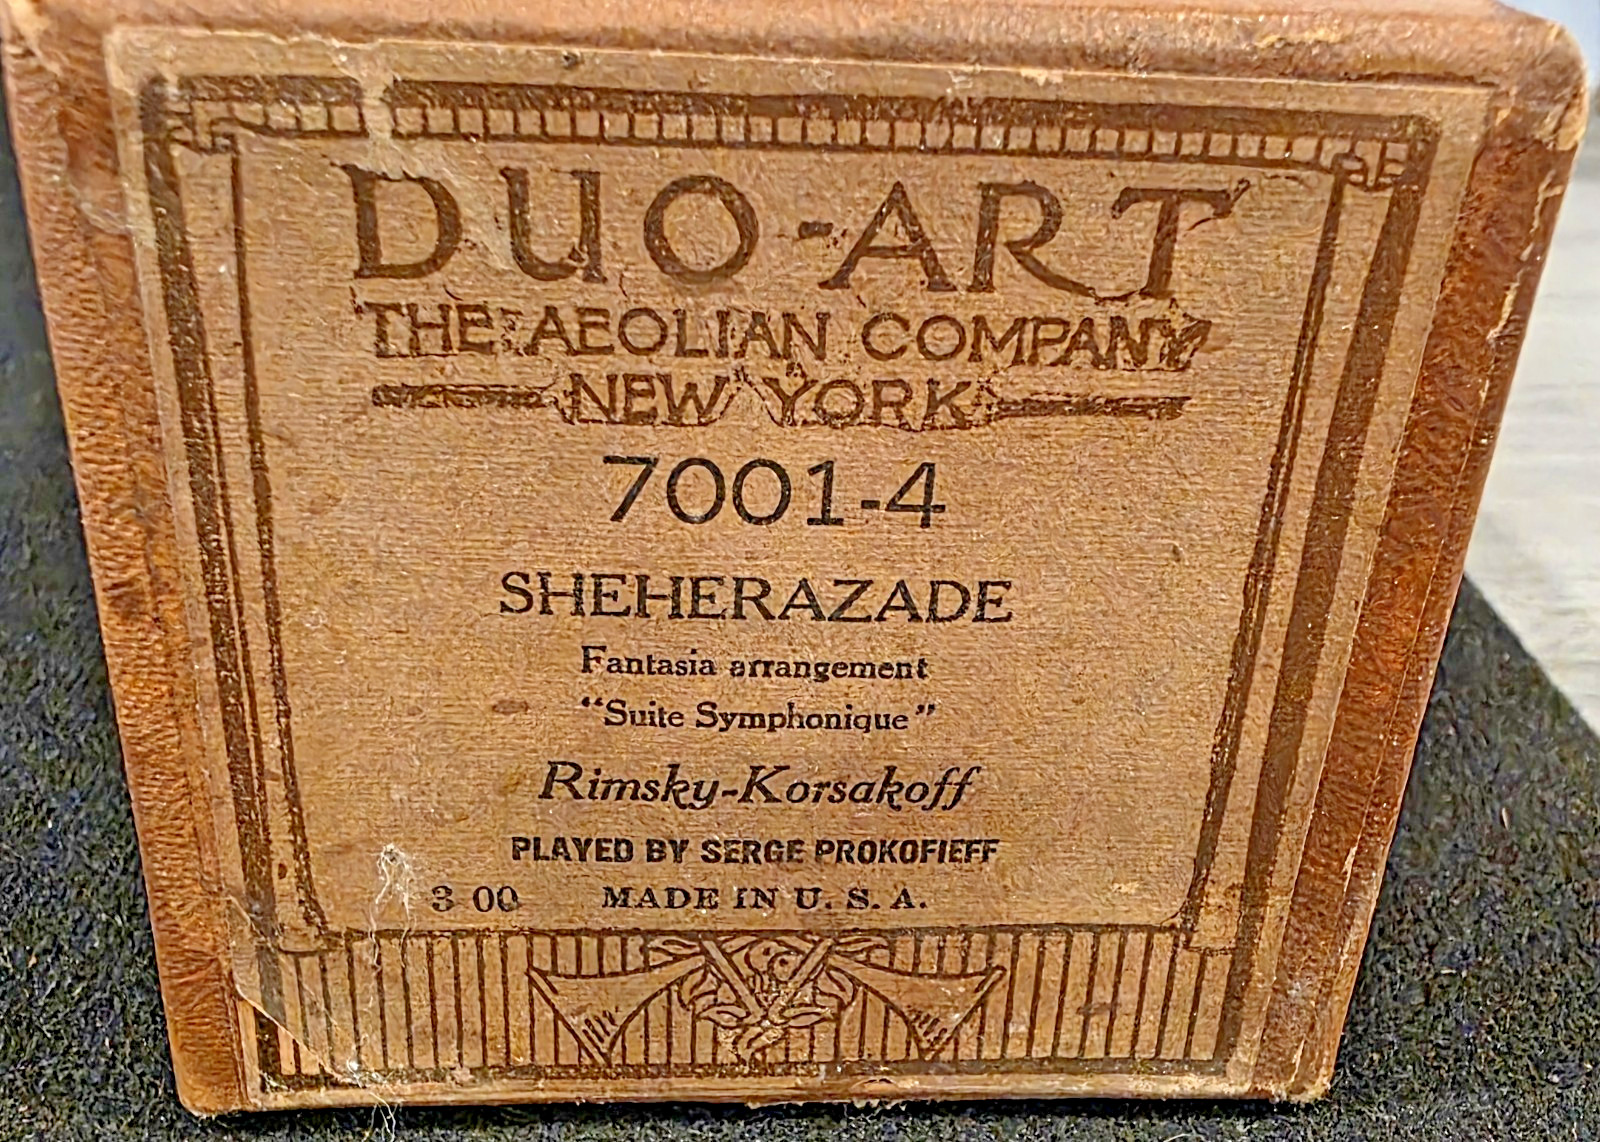 DUO-ART
THE AEOLIAN COMPANY
NEW YORK
7001-4
SHEHERAZADE
Fantasia arrangement
"Suite Symphonique"
Rimsky-Korsakoff
PLAYED BY SERGE PROKOFIEFF
3 00 MADE IN U. S. A.